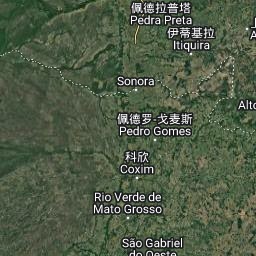 佩德拉普塔
Pedra Preta
伊蒂基拉
Itiquira
Sonora
Alto
佩德罗·戈麦斯
Pedro Gomes
科欣
Coxim
Rio Verde de
Mato Grosso
São Gabriel
do Oeste